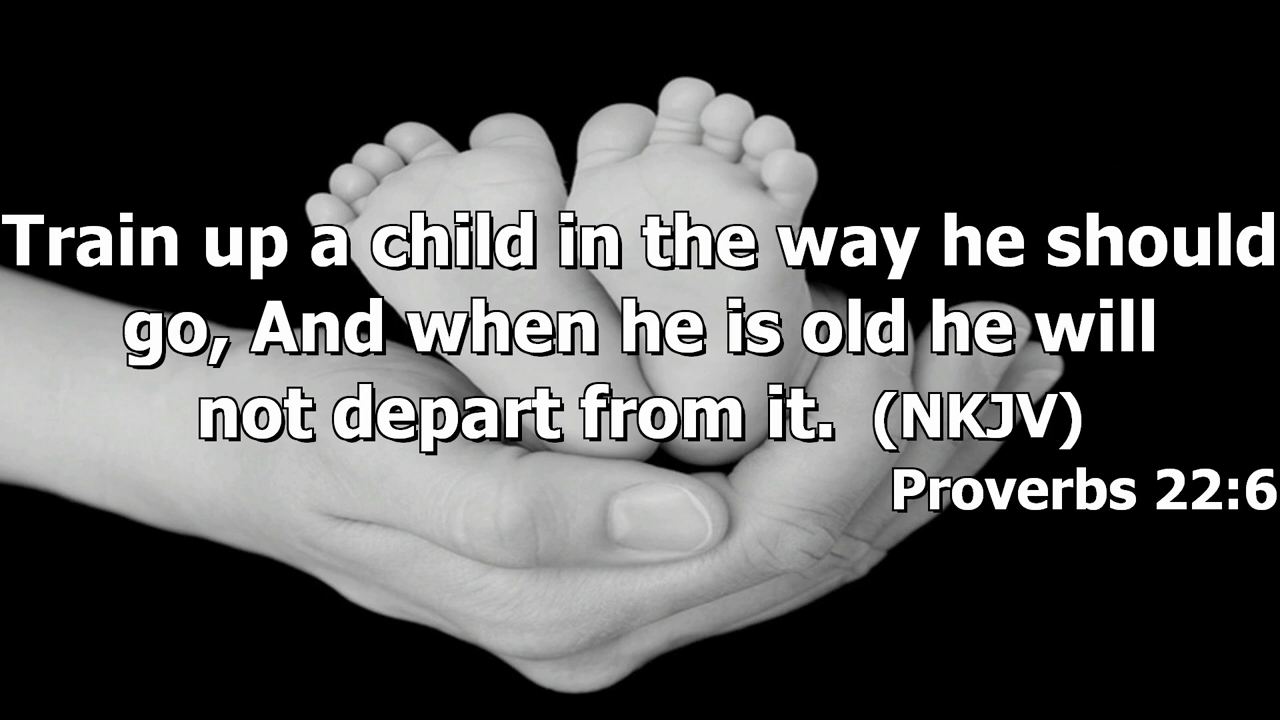 Train up a child in the way he should
go, And when he is old he will
not depart from it. (NKJV)
Proverbs 22:6